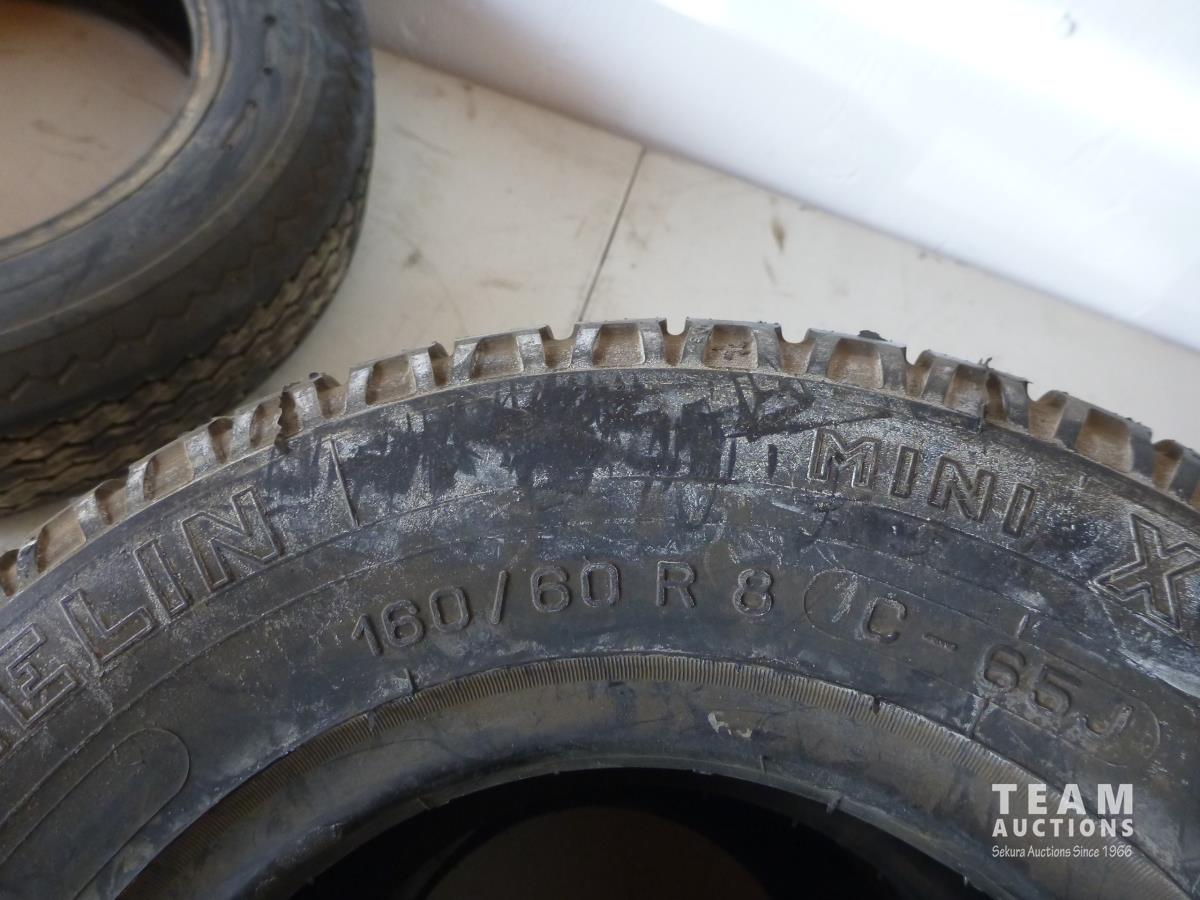 MINI X
ELIN
160/60 R 8 C - 65J
TEAM
AUCTIONS
Sekura Auctions Since 1966